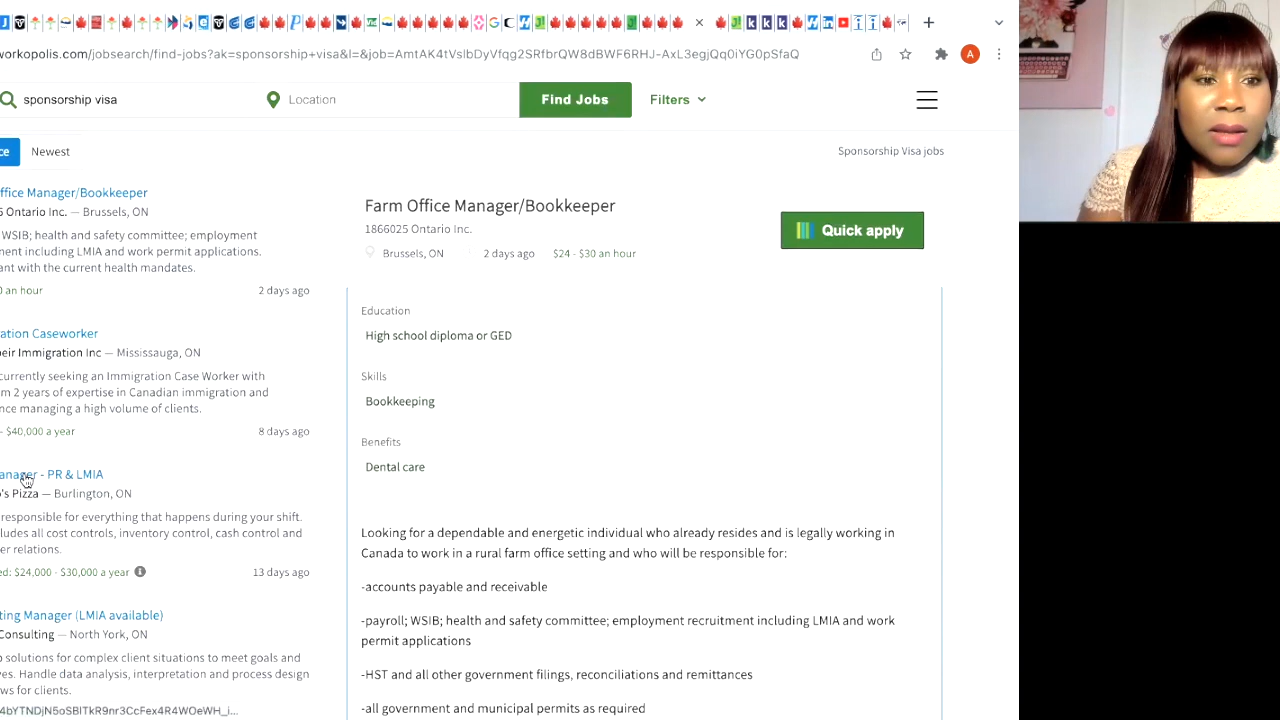 workopolis.com/jobsearch/find-jobs?ak=sponsorship+visa&l=&job=AmtAK4tVslbDyVfqg2SRfbrQW8dBWF6RHJ-AxL3egjQq0iYG0pSfaQ
A
sponsorship visa
Location
Find Jobs
Filters
ce
Newest
Sponsorship Visa jobs
ffice Manager/Bookkeeper
5 Ontario Inc. — Brussels, ON
WSIB; health and safety committee; employment
ment including LMIA and work permit applications.
ant with the current health mandates.
0 an hour
2 days ago
ation Caseworker
peir Immigration Inc — Mississauga, ON
currently seeking an Immigration Case Worker with
m 2 years of expertise in Canadian immigration and
nce managing a high volume of clients.
- $40,000 a year
8 days ago
anager - PR & LMIA
o's Pizza — Burlington, ON
responsible for everything that happens during your shift.
ludes all cost controls, inventory control, cash control and
er relations.
ed: $24,000 - $30,000 a year
13 days ago
ting Manager (LMIA available)
Consulting — North York, ON
p solutions for complex client situations to meet goals and
ves. Handle data analysis, interpretation and process design
ws for clients.
Farm Office Manager/Bookkeeper
1866025 Ontario Inc.
Brussels, ON
2 days ago
$24 - $30 an hour
Quick apply
Education
High school diploma or GED
Skills
Bookkeeping
Benefits
Dental care
Looking for a dependable and energetic individual who already resides and is legally working in
Canada to work in a rural farm office setting and who will be responsible for:
-accounts payable and receivable
-payroll; WSIB; health and safety committee; employment recruitment including LMIA and work
permit applications
-HST and all other government filings, reconciliations and remittances
-all government and municipal permits as required